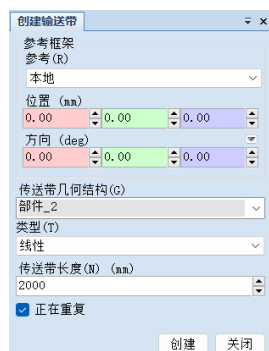 创建输送带
参考框架
参考(R)
本地
位置 (mm)
0.00 0.00 0.00
方向 (deg)
0.00 0.00 0.00
传送带几何结构(G)
部件_2
类型(T)
线性
传送带长度(N) (mm)
2000
正在重复
创建 关闭